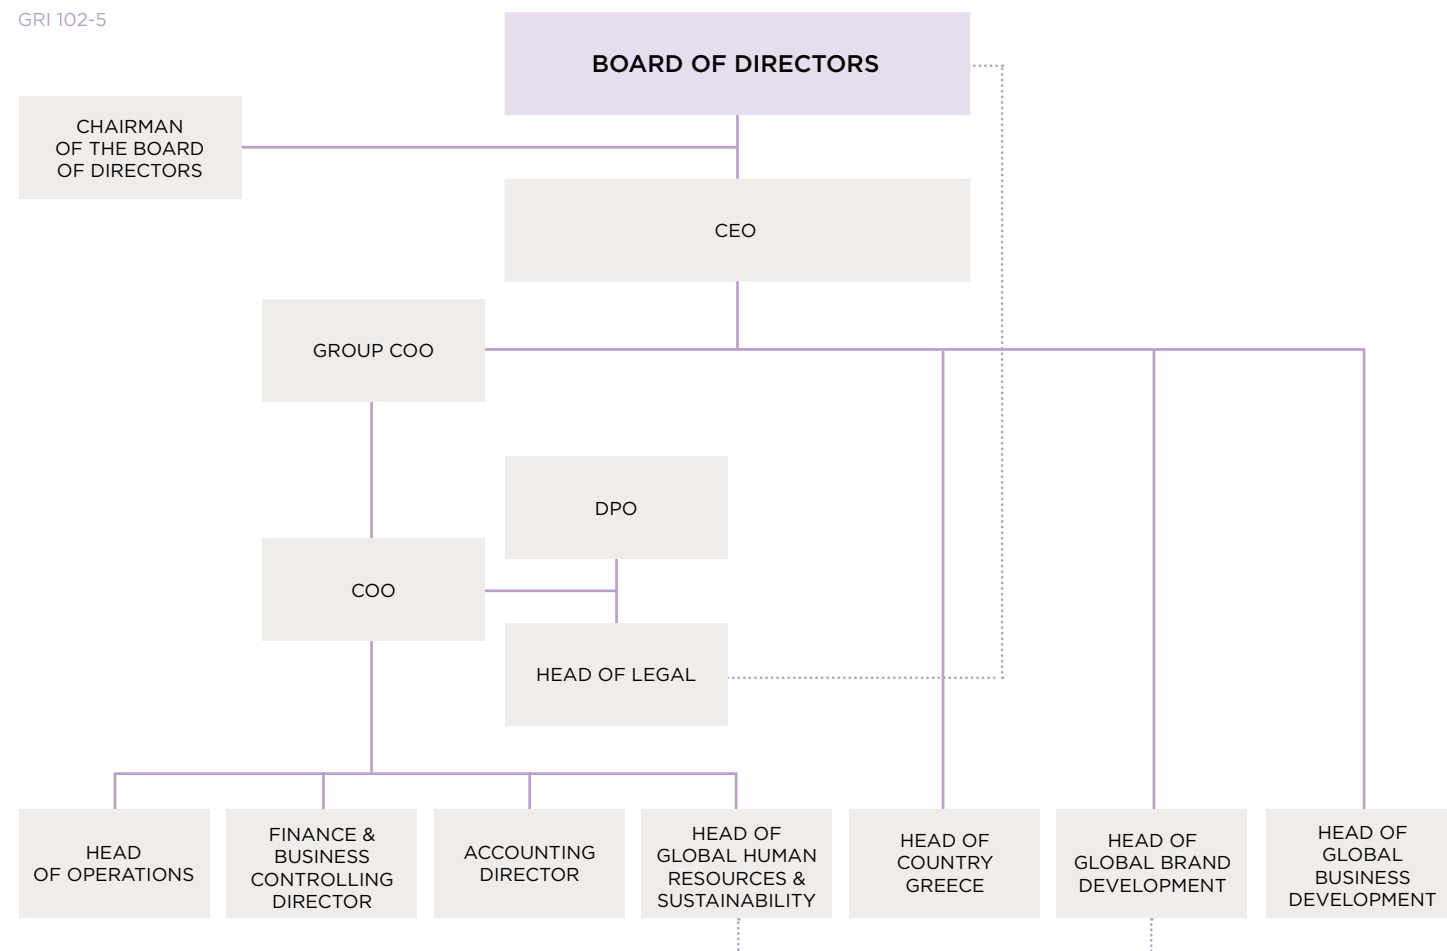 GRI 102-5
BOARD OF DIRECTORS
CHAIRMAN
OF THE BOARD
OF DIRECTORS
CEO
GROUP COO
DPO
COO
HEAD OF LEGAL
HEAD
OF OPERATIONS
FINANCE &
BUSINESS
CONTROLLING
DIRECTOR
ACCOUNTING
DIRECTOR
HEAD OF
GLOBAL HUMAN
RESOURCES &
SUSTAINABILITY
HEAD OF
COUNTRY
GREECE
HEAD OF
GLOBAL BRAND
DEVELOPMENT
HEAD OF
GLOBAL
BUSINESS
DEVELOPMENT